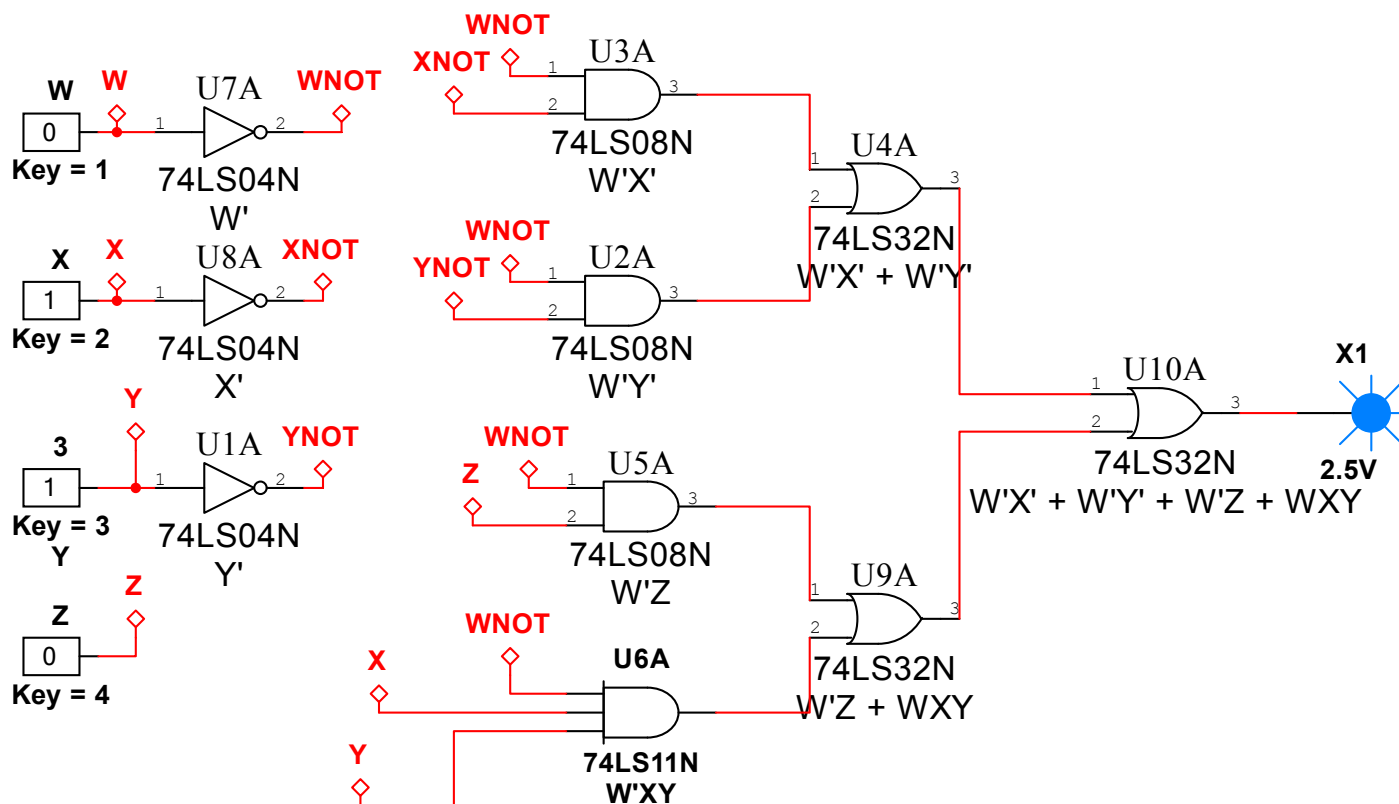 W
W
0
Key = 1
1
U7A
2
WNOT
74LS04N
W'
X
X
1
Key = 2
1
U8A
2
XNOT
74LS04N
X'
3
Y
1
Key = 3
Y
1
U1A
2
YNOT
74LS04N
Y'
Z
Z
0
Key = 4
WNOT
XNOT
1
2
U3A
3
74LS08N
W'X'
WNOT
YNOT
1
2
U2A
3
74LS08N
W'Y'
WNOT
Z
1
2
U5A
3
74LS08N
W'Z
WNOT
X
Y
U6A
74LS11N
W'XY
1
2
U4A
3
74LS32N
W'X' + W'Y'
1
2
U9A
3
74LS32N
W'Z + WXY
1
2
U10A
3
74LS32N
W'X' + W'Y' + W'Z + WXY
X1
2.5V